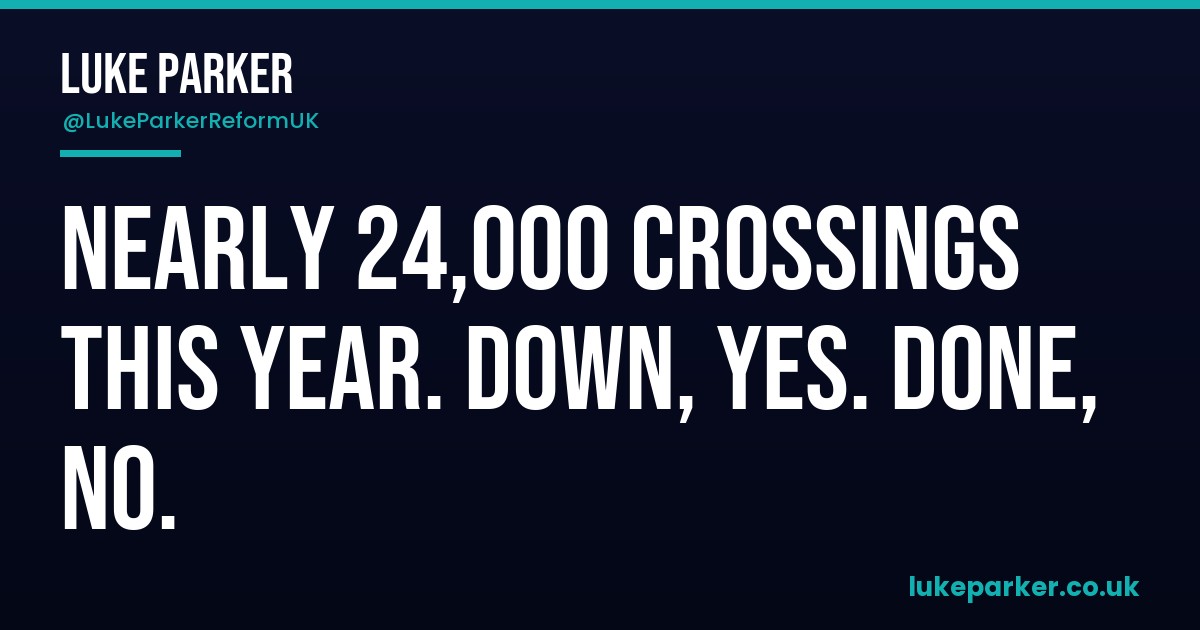 LUKE PARKER
@LukeParkerReformUK
NEARLY 24,000 CROSSINGS
THIS YEAR. DOWN, YES. DONE,
NO.
lukeparker.co.uk